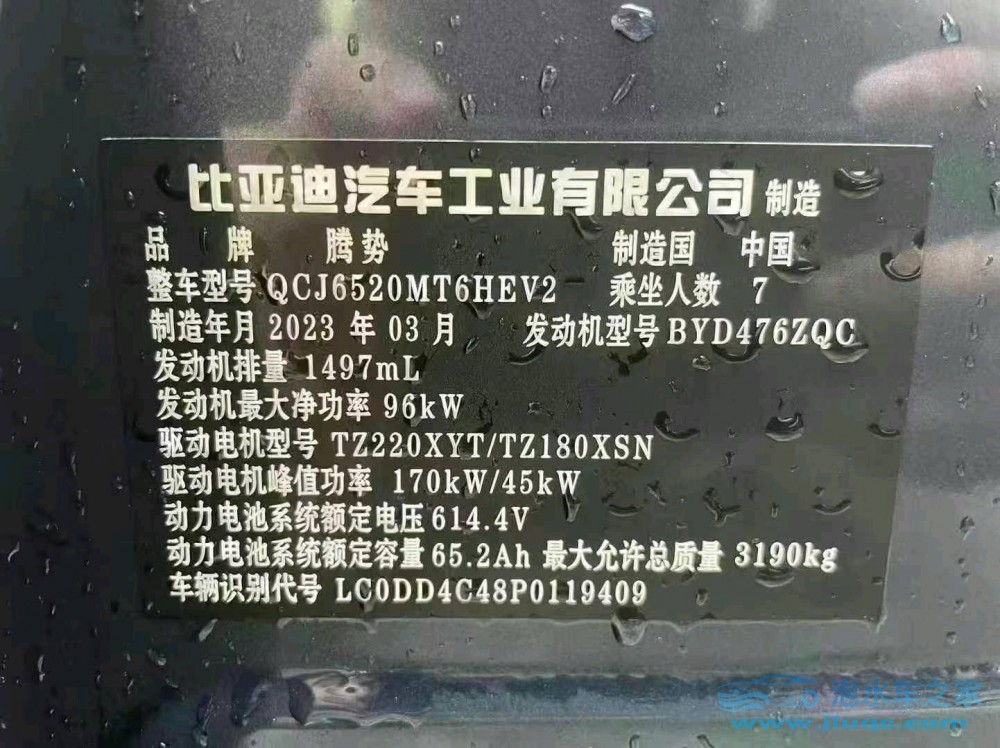 比亚迪汽车工业有限公司 制造
品 牌 腾势 制造国 中国
整车型号 QCJ6520MT6HEV2 乘坐人数 7
制造年月 2023 年 03 月 发动机型号 BYD476ZQC
发动机排量 1497mL
发动机最大净功率 96kW
驱动电机型号 TZ220XYT/TZ180XSN
驱动电机峰值功率 170kW/45kW
动力电池系统额定电压 614.4V
动力电池系统额定容量 65.2Ah 最大允许总质量 3190kg
车辆识别代号 LC0DD4C48P0119409
泡水车之家